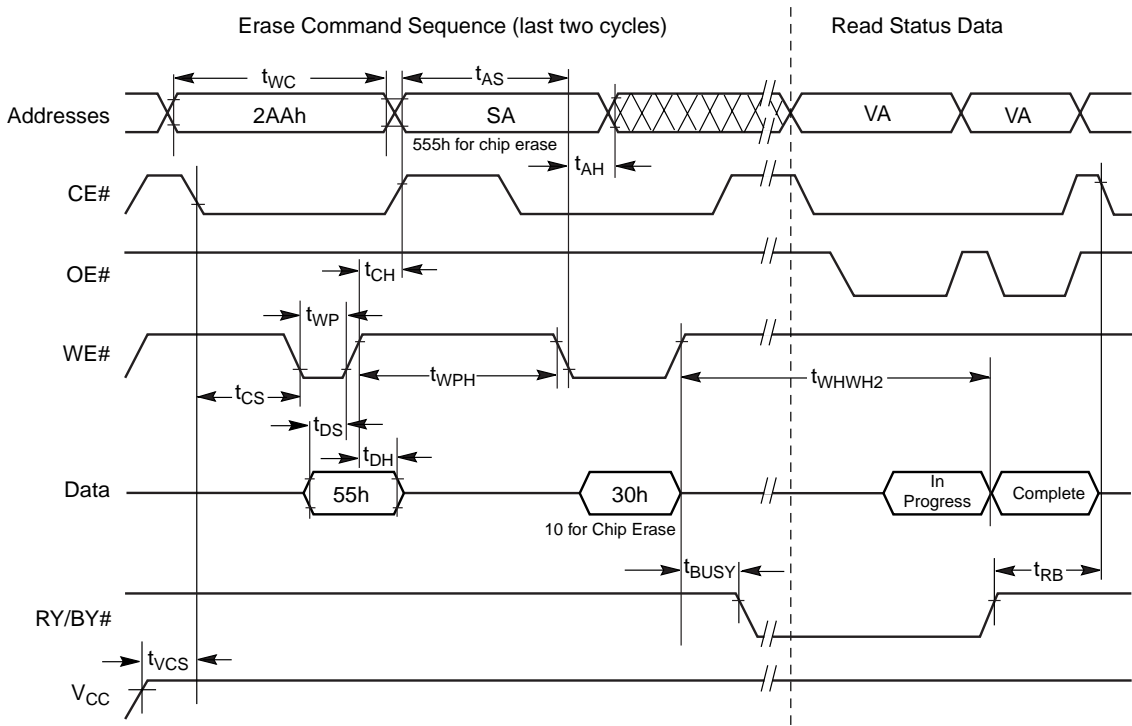 Erase Command Sequence (last two cycles)
Read Status Data
tWC
tAS
Addresses
2AAh
SA
VA
VA
555h for chip erase
tAH
CE#
OE#
tCH
tWP
WE#
tWPH
tWHWH2
tCS
tDS
tDH
Data
55h
30h
In
Progress
Complete
10 for Chip Erase
tBUSY
tRB
RY/BY#
tVCS
VCC